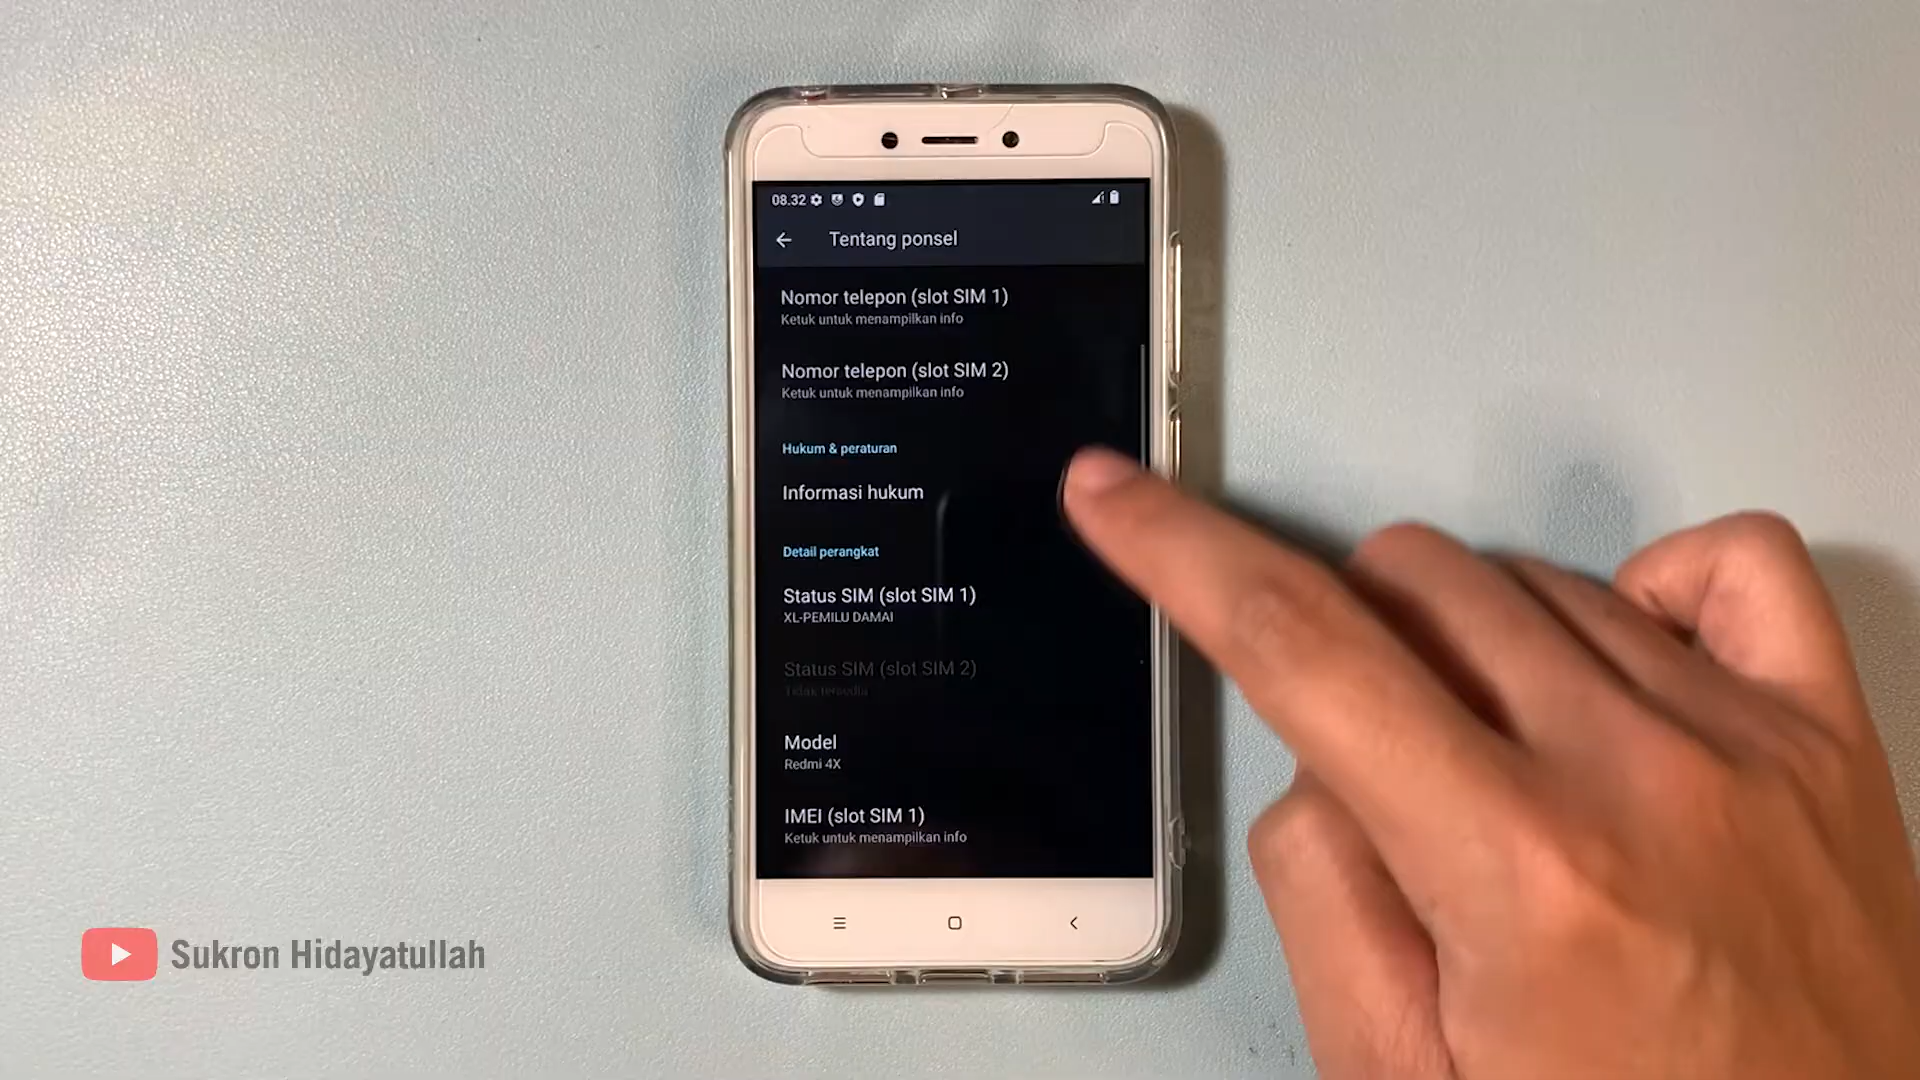 08.32
Tentang ponsel
Nomor telepon (slot SIM 1)
Ketuk untuk menampilkan info
Nomor telepon (slot SIM 2)
Ketuk untuk menampilkan info
Hukum & peraturan
Informasi hukum
Detail perangkat
Status SIM (slot SIM 1)
XL-PEMILU DAMAI
Status SIM (slot SIM 2)
Tidak tersedia
Model
Redmi 4X
IMEI (slot SIM 1)
Ketuk untuk menampilkan info
Sukron Hidayatullah